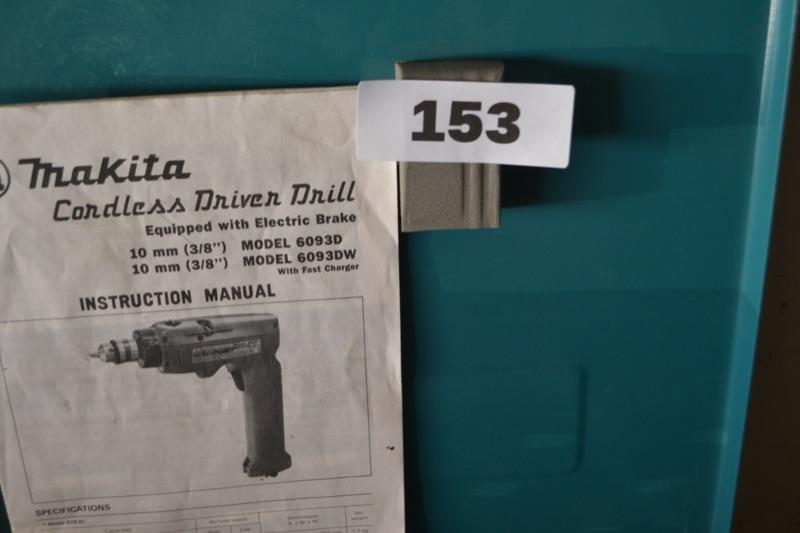 153
Makita
Cordless Driver Drill
Equipped with Electric Brake
10 mm (3/8") MODEL 6093D
10 mm (3/8") MODEL 6093DW
With Fast Charger
INSTRUCTION MANUAL
SPECIFICATIONS